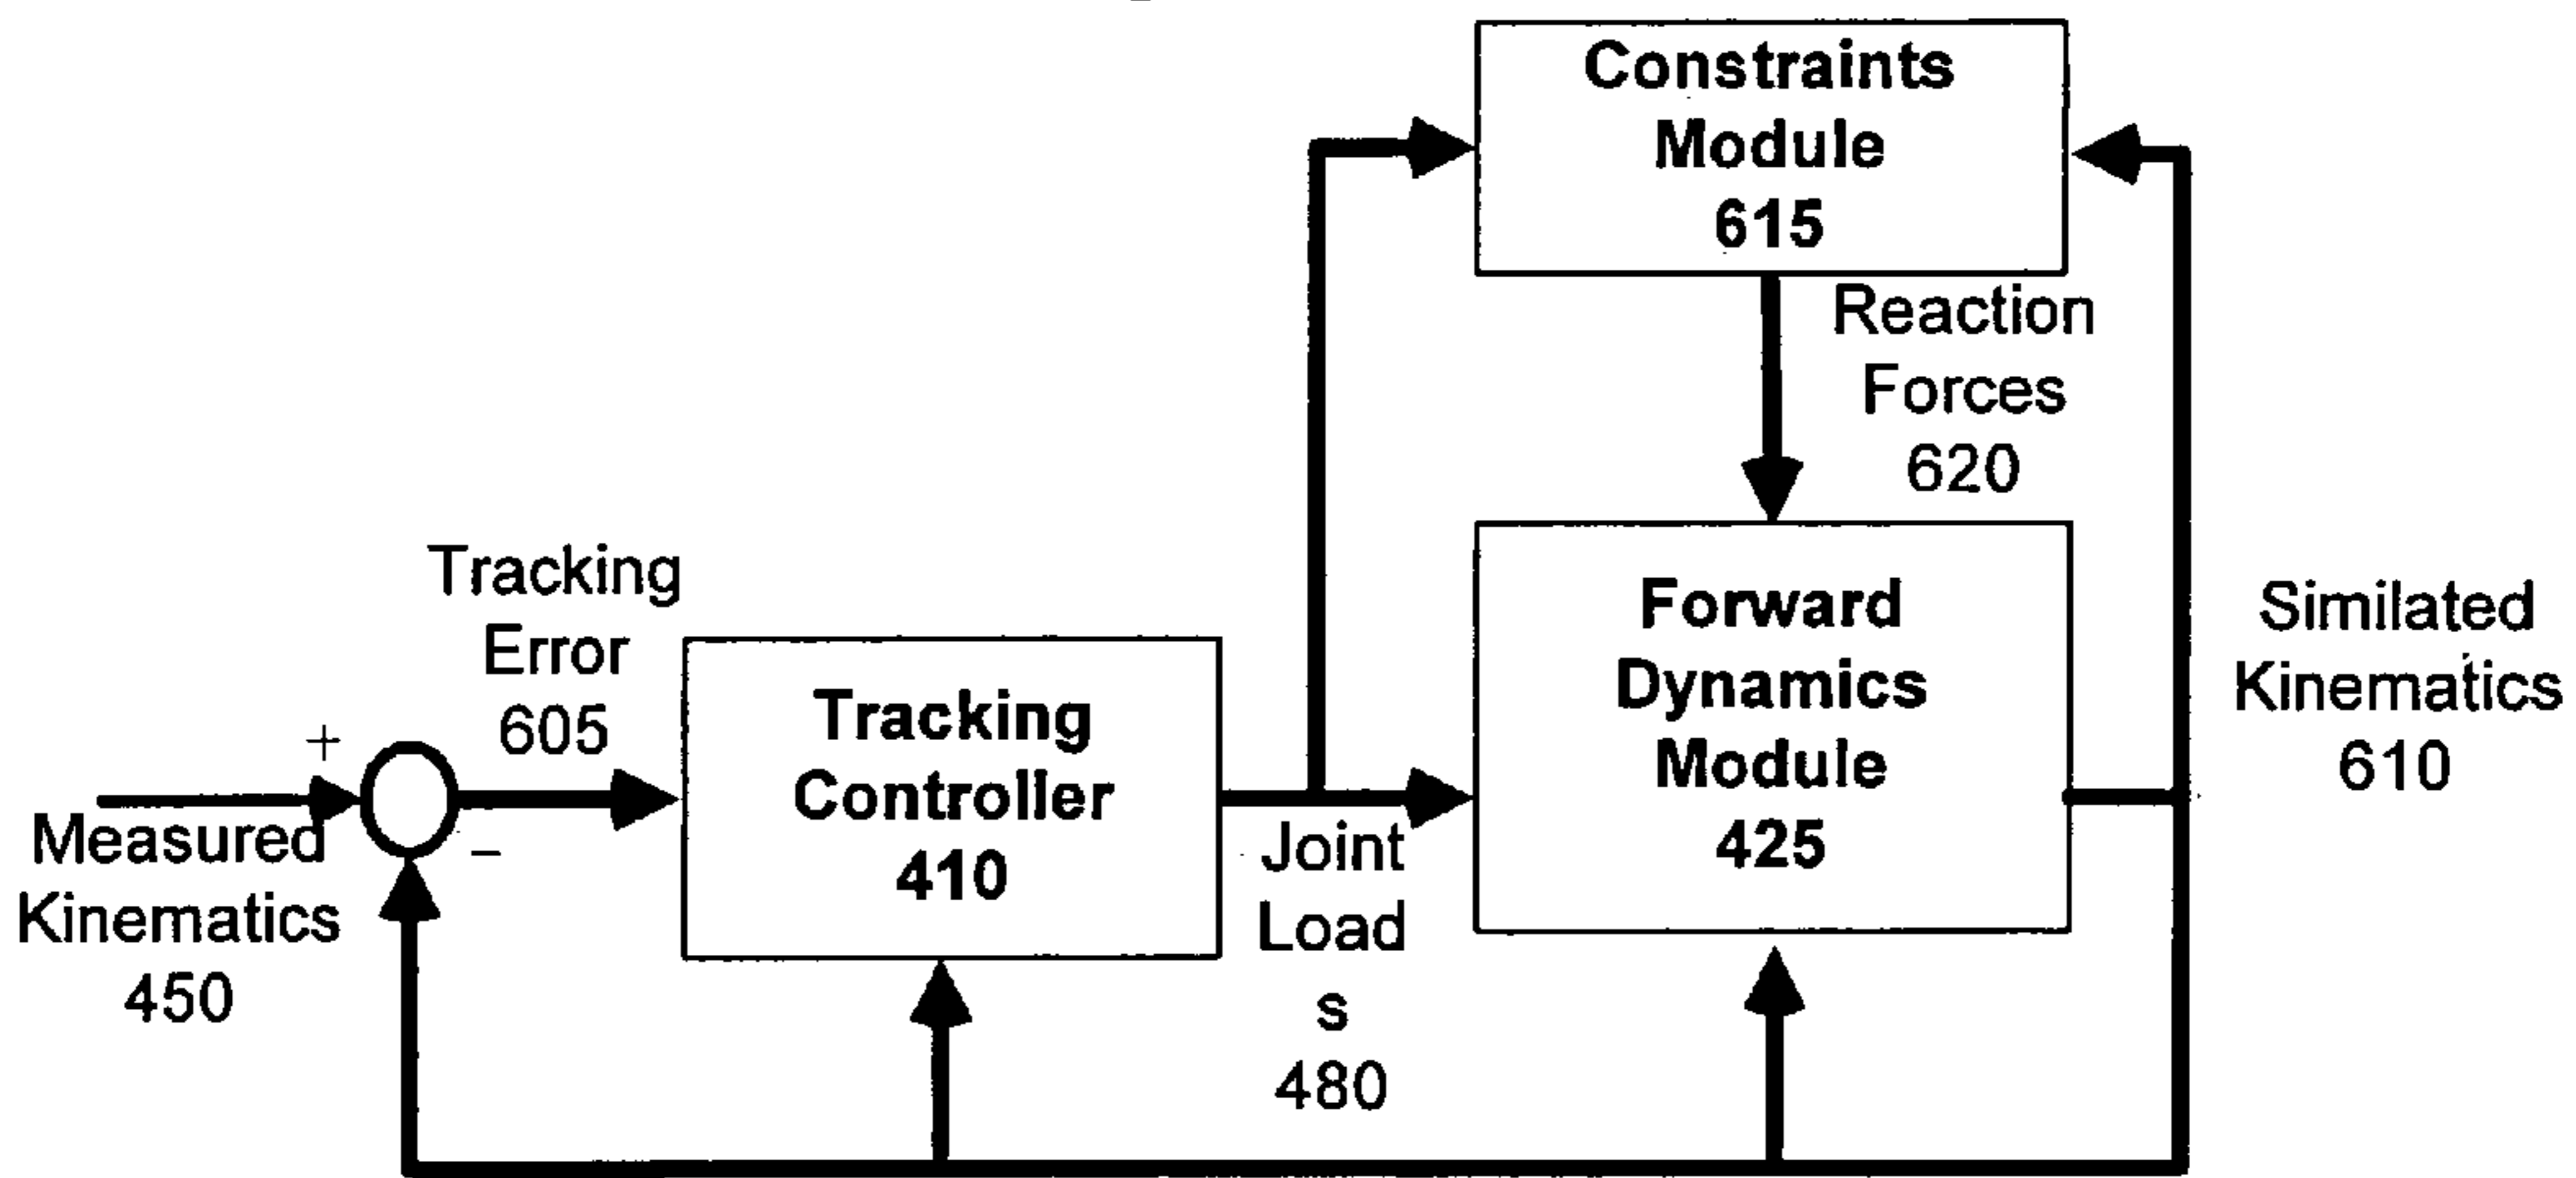 Constraints
Module
615
Reaction
Forces
620
Tracking
Error
605
+
−
Measured
Kinematics
450
Tracking
Controller
410
Joint
Load
s
480
Forward
Dynamics
Module
425
Similated
Kinematics
610